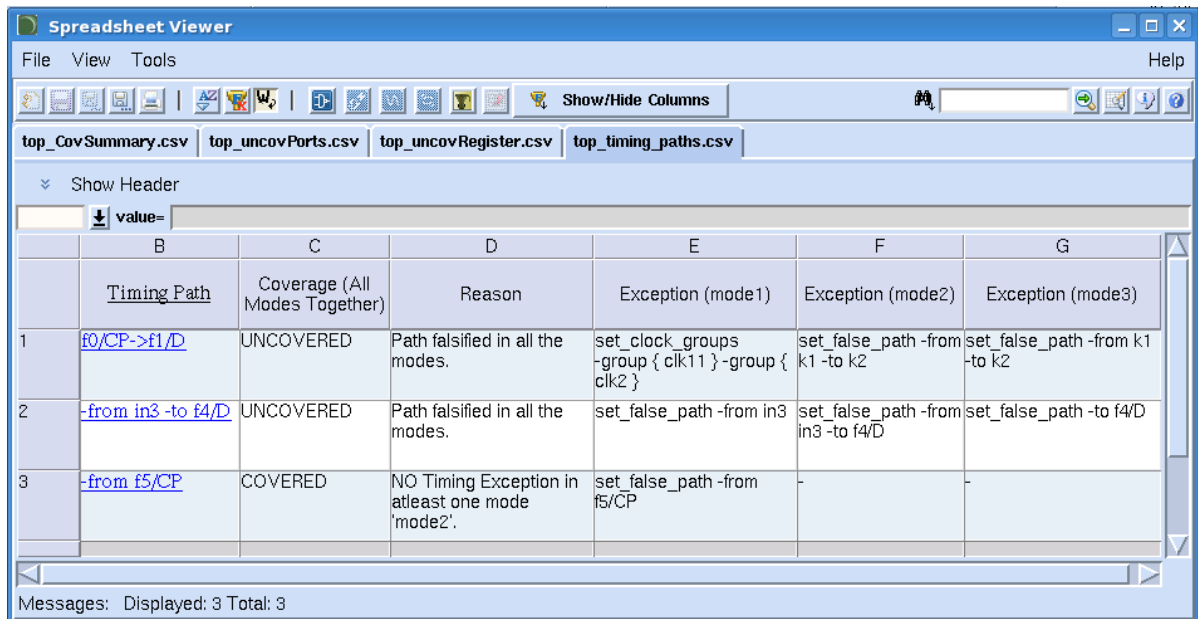 Spreadsheet Viewer
File View Tools Help
Show/Hide Columns
top_CovSummary.csv top_uncovPorts.csv top_uncovRegister.csv top_timing_paths.csv
Show Header
value=
B C D E F G
Timing Path
Coverage (All
Modes Together)
Reason
Exception (mode1)
Exception (mode2)
Exception (mode3)
1
f0/CP->f1/D
UNCOVERED
Path falsified in all the
modes.
set_clock_groups
-group { clk11 } -group {
clk2 }
set_false_path -from
k1 -to k2
set_false_path -from k1
-to k2
2
-from in3 -to f4/D
UNCOVERED
Path falsified in all the
modes.
set_false_path -from in3
set_false_path -from
in3 -to f4/D
set_false_path -to f4/D
3
-from f5/CP
COVERED
NO Timing Exception in
atleast one mode
'mode2'.
set_false_path -from
f5/CP
-
-
Messages: Displayed: 3 Total: 3